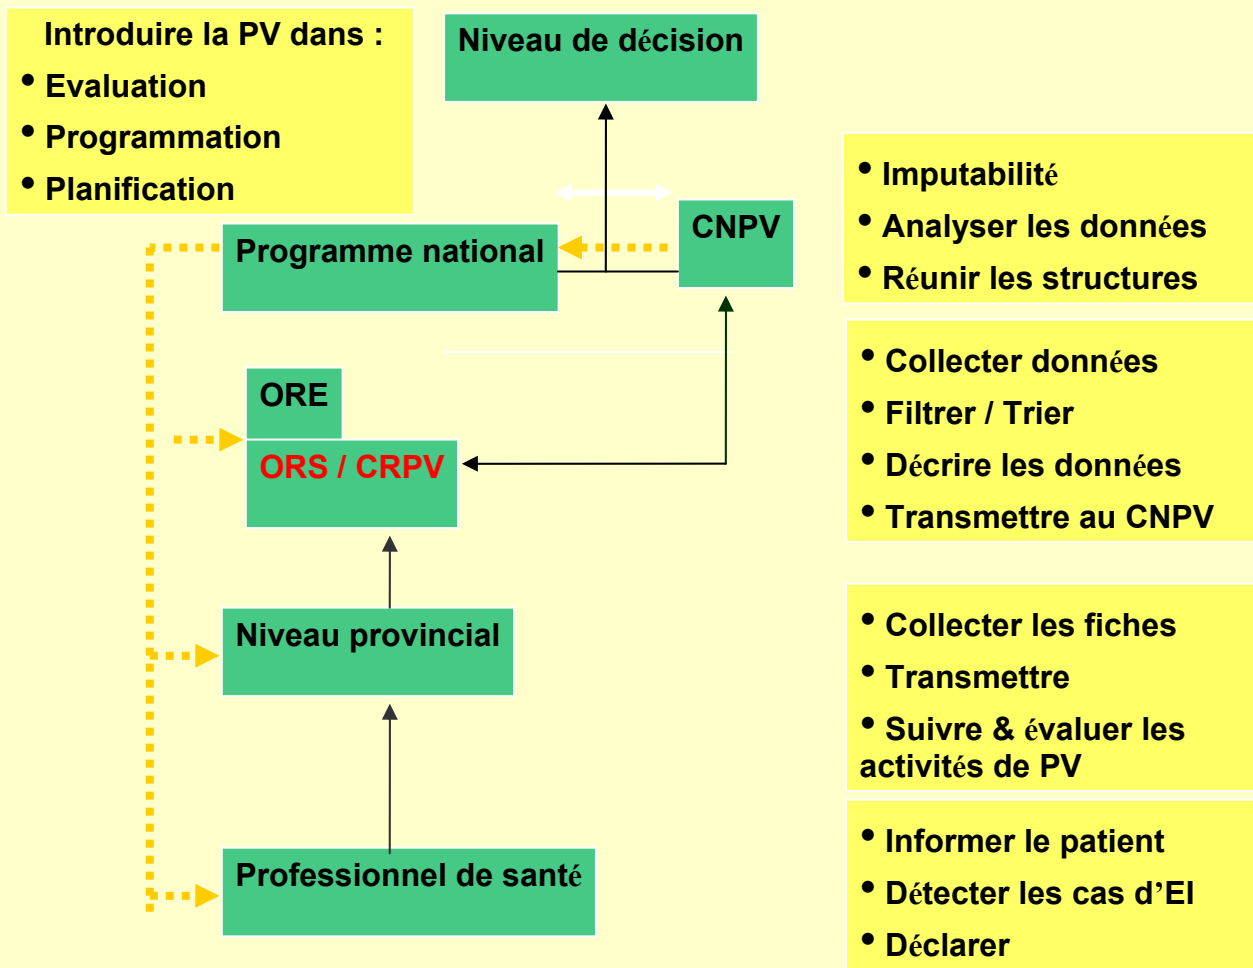 Introduire la PV dans :
• Evaluation
• Programmation
• Planification
Niveau de décision
Programme national
CNPV
ORE
ORS / CRPV
Niveau provincial
Professionnel de santé
• Imputabilité
• Analyser les données
• Réunir les structures
• Collecter données
• Filtrer / Trier
• Décrire les données
• Transmettre au CNPV
• Collecter les fiches
• Transmettre
• Suivre & évaluer les
activités de PV
• Informer le patient
• Détecter les cas d’EI
• Déclarer